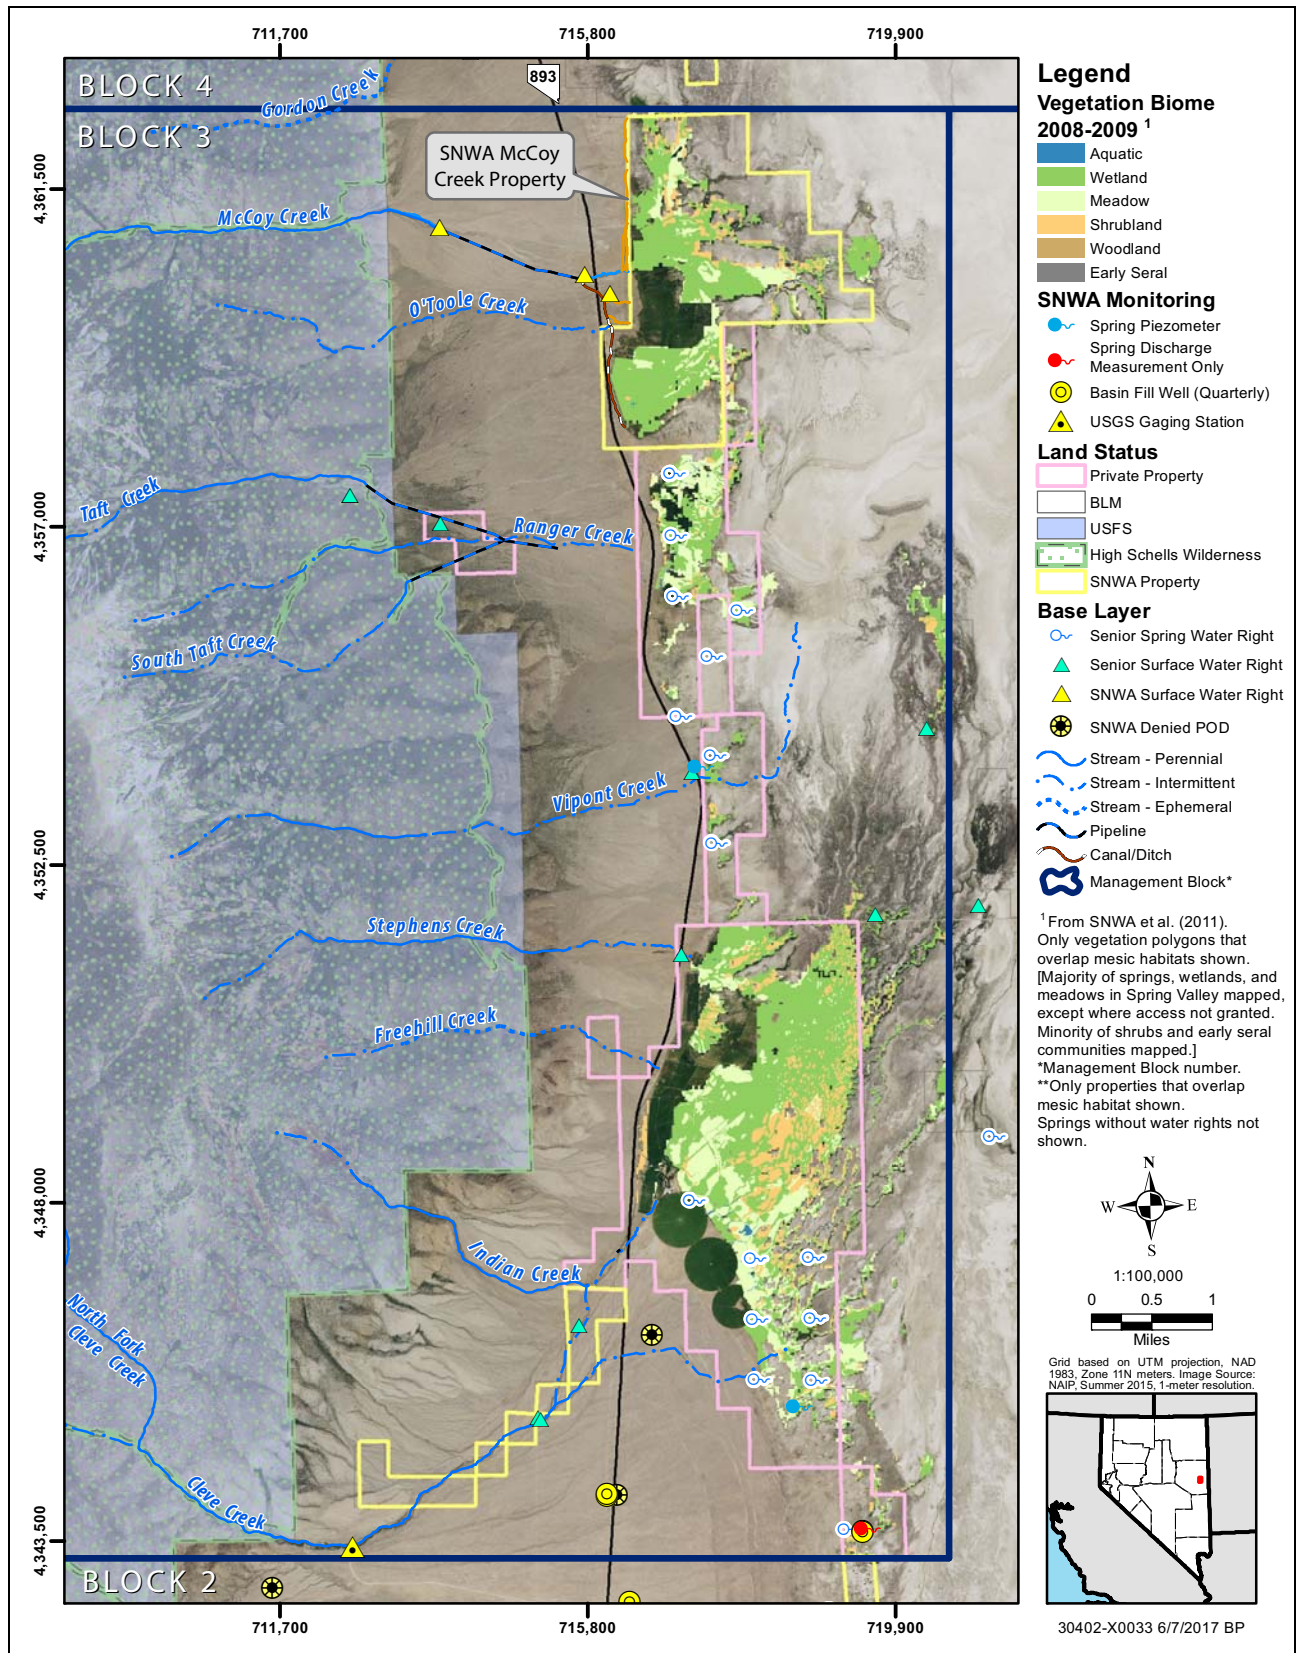 711,700
715,800
719,900
BLOCK 4
893
Gordon Creek
BLOCK 3
SNWA McCoy
Creek Property
4,361,500
McCoy Creek
O'Toole Creek
Taft Creek
4,357,000
Ranger Creek
South Taft Creek
Vipont Creek
4,352,500
Stephens Creek
Freehill Creek
4,348,000
Indian Creek
North Fork
Cleve Creek
Cleve Creek
4,343,500
BLOCK 2
711,700
715,800
719,900
Legend
Vegetation Biome
2008-2009 1
Aquatic
Wetland
Meadow
Shrubland
Woodland
Early Seral
SNWA Monitoring
Spring Piezometer
Spring Discharge
Measurement Only
Basin Fill Well (Quarterly)
USGS Gaging Station
Land Status
Private Property
BLM
USFS
High Schells Wilderness
SNWA Property
Base Layer
Senior Spring Water Right
Senior Surface Water Right
SNWA Surface Water Right
SNWA Denied POD
Stream - Perennial
Stream - Intermittent
Stream - Ephemeral
Pipeline
Canal/Ditch
Management Block*
1 From SNWA et al. (2011).
Only vegetation polygons that
overlap mesic habitats shown.
[Majority of springs, wetlands, and
meadows in Spring Valley mapped,
except where access not granted.
Minority of shrubs and early seral
communities mapped.]
*Management Block number.
**Only properties that overlap
mesic habitat shown.
Springs without water rights not
shown.
N
W
E
S
1:100,000
0 0.5 1
Miles
Grid based on UTM projection, NAD
1983, Zone 11N meters. Image Source:
NAIP, Summer 2015, 1-meter resolution.
30402-X0033 6/7/2017 BP